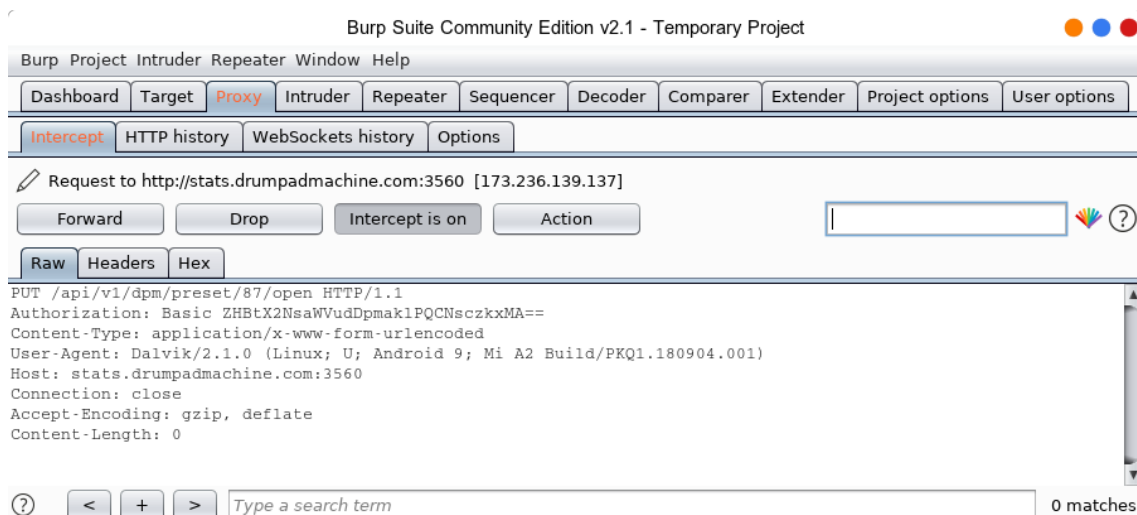 Burp Suite Community Edition v2.1 - Temporary Project
Burp Project Intruder Repeater Window Help
Dashboard Target Proxy Intruder Repeater Sequencer Decoder Comparer Extender Project options User options
Intercept HTTP history WebSockets history Options
Request to http://stats.drumpadmachine.com:3560 [173.236.139.137]
Forward Drop Intercept is on Action ?
Raw Headers Hex
PUT /api/v1/dpm/preset/87/open HTTP/1.1
Authorization: Basic ZHBtX2NsaWVudDpmak1PQCNsczkxMA==
Content-Type: application/x-www-form-urlencoded
User-Agent: Dalvik/2.1.0 (Linux; U; Android 9; Mi A2 Build/PKQ1.180904.001)
Host: stats.drumpadmachine.com:3560
Connection: close
Accept-Encoding: gzip, deflate
Content-Length: 0
? < + > Type a search term 0 matches